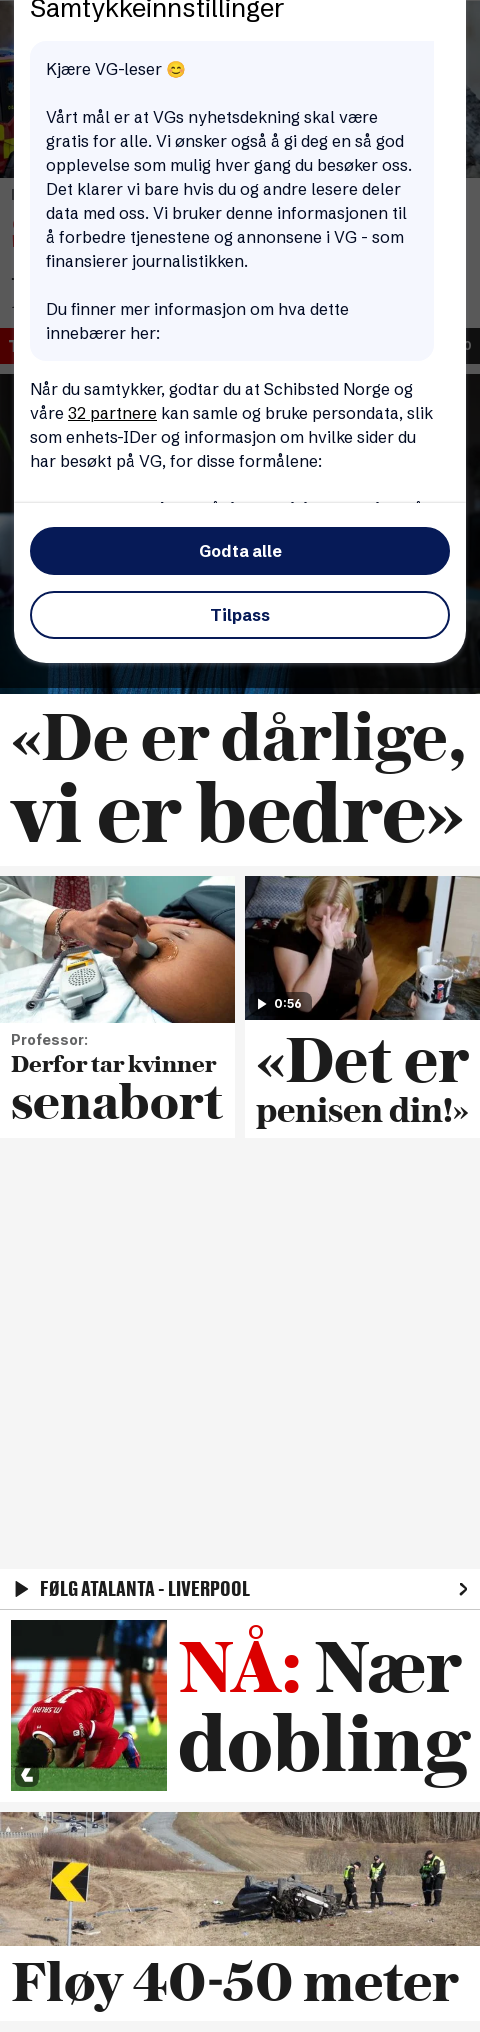 Samtykkeinnstillinger
Kjære VG-leser 😊
Vårt mål er at VGs nyhetsdekning skal være
gratis for alle. Vi ønsker også å gi deg en så god
opplevelse som mulig hver gang du besøker oss.
Det klarer vi bare hvis du og andre lesere deler
data med oss. Vi bruker denne informasjonen til
å forbedre tjenestene og annonsene i VG - som
finansierer journalistikken.
Du finner mer informasjon om hva dette
innebærer her:
Når du samtykker, godtar du at Schibsted Norge og
våre 32 partnere kan samle og bruke persondata, slik
som enhets-IDer og informasjon om hvilke sider du
har besøkt på VG, for disse formålene:
Godta alle
Tilpass
«De er dårlige,
vi er bedre»
Professor:
Derfor tar kvinner
senabort
0:56
«Det er
penisen din!»
FØLG ATALANTA - LIVERPOOL
M.SALAH
11
NÅ: Nær
dobling
Fløy 40-50 meter